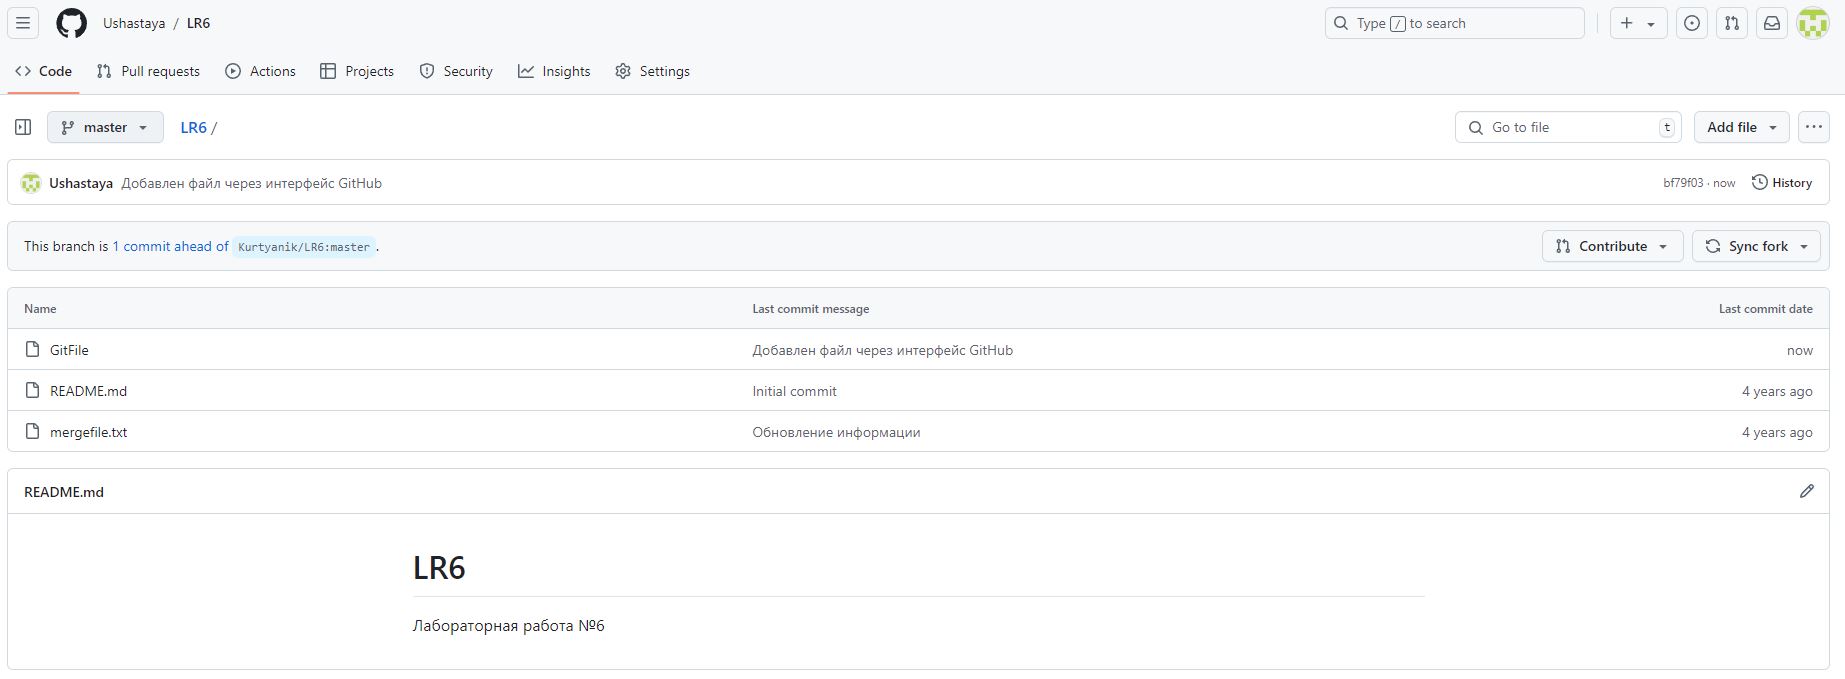 Ushastaya / LR6
Type / to search
Code Pull requests Actions Projects Security Insights Settings
master LR6 / Go to file t Add file
Ushastaya Добавлен файл через интерфейс GitHub bf79f03 · now History
This branch is 1 commit ahead of Kurtyanik/LR6:master . Contribute Sync fork
Name Last commit message Last commit date
GitFile Добавлен файл через интерфейс GitHub now
README.md Initial commit 4 years ago
mergefile.txt Обновление информации 4 years ago
README.md
LR6
Лабораторная работа №6